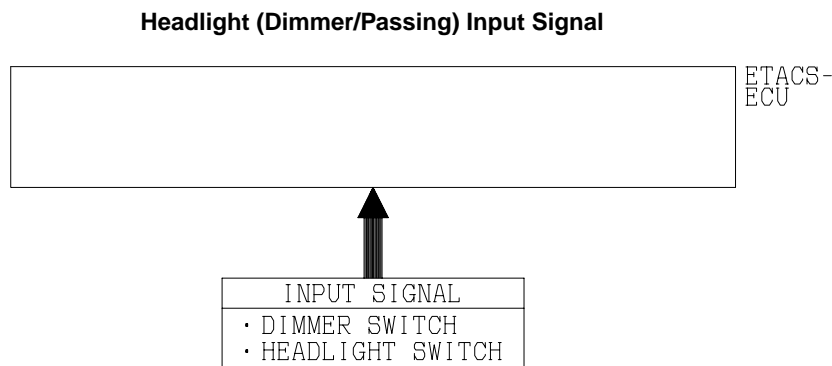 Headlight (Dimmer/Passing) Input Signal
ETACS-
ECU
INPUT SIGNAL
· DIMMER SWITCH
· HEADLIGHT SWITCH